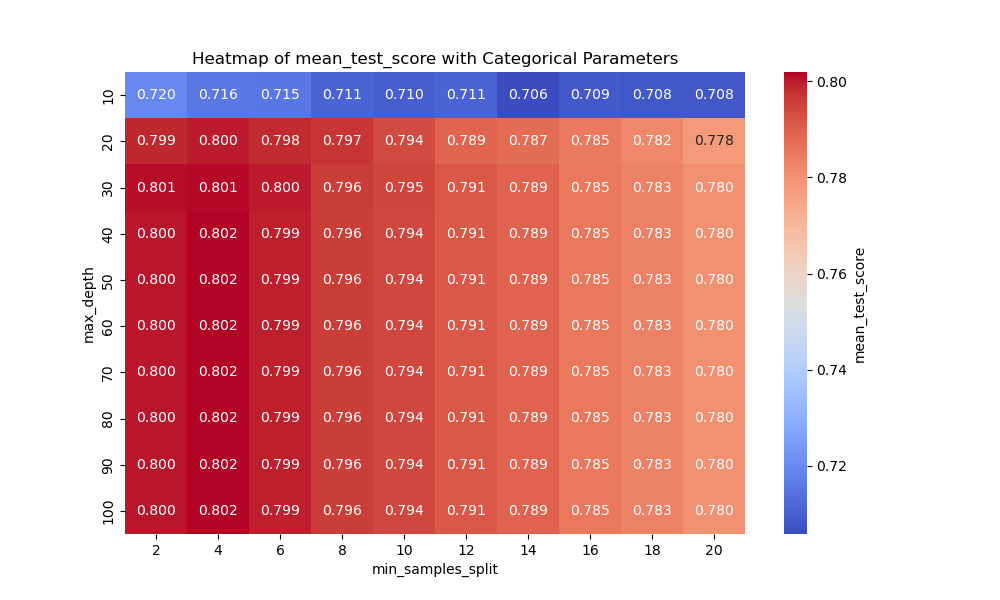 Heatmap of mean_test_score with Categorical Parameters
10 0.720 0.716 0.715 0.711 0.710 0.711 0.706 0.709 0.708 0.708
20 0.799 0.800 0.798 0.797 0.794 0.789 0.787 0.785 0.782 0.778
30 0.801 0.801 0.800 0.796 0.795 0.791 0.789 0.785 0.783 0.780
40 0.800 0.802 0.799 0.796 0.794 0.791 0.789 0.785 0.783 0.780
50 0.800 0.802 0.799 0.796 0.794 0.791 0.789 0.785 0.783 0.780
60 0.800 0.802 0.799 0.796 0.794 0.791 0.789 0.785 0.783 0.780
70 0.800 0.802 0.799 0.796 0.794 0.791 0.789 0.785 0.783 0.780
80 0.800 0.802 0.799 0.796 0.794 0.791 0.789 0.785 0.783 0.780
90 0.800 0.802 0.799 0.796 0.794 0.791 0.789 0.785 0.783 0.780
100 0.800 0.802 0.799 0.796 0.794 0.791 0.789 0.785 0.783 0.780
2 4 6 8 10 12 14 16 18 20
min_samples_split
max_depth
0.80
0.78
0.76
0.74
0.72
mean_test_score